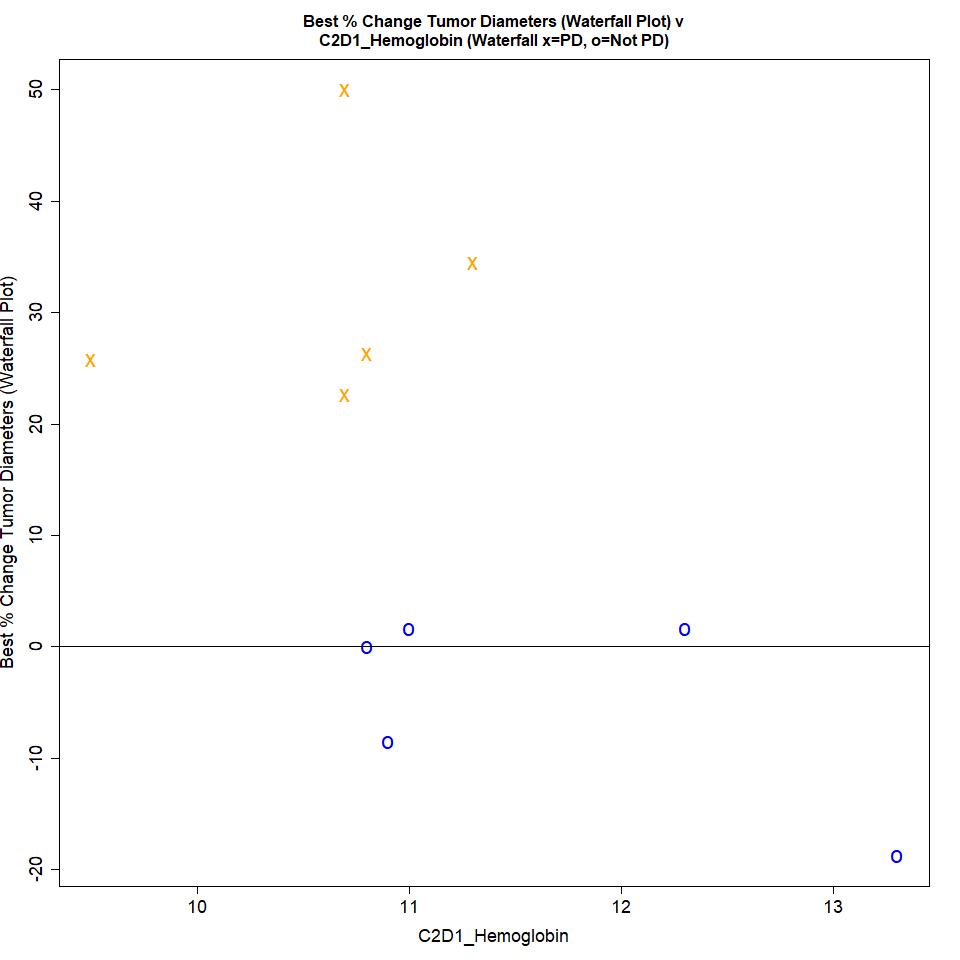 Best % Change Tumor Diameters (Waterfall Plot) v
C2D1_Hemoglobin (Waterfall x=PD, o=Not PD)
Best % Change Tumor Diameters (Waterfall Plot)
50
40
30
20
10
0
-10
-20
X
X
X
X
X
O
O
O
O
O
10 11 12 13
C2D1_Hemoglobin